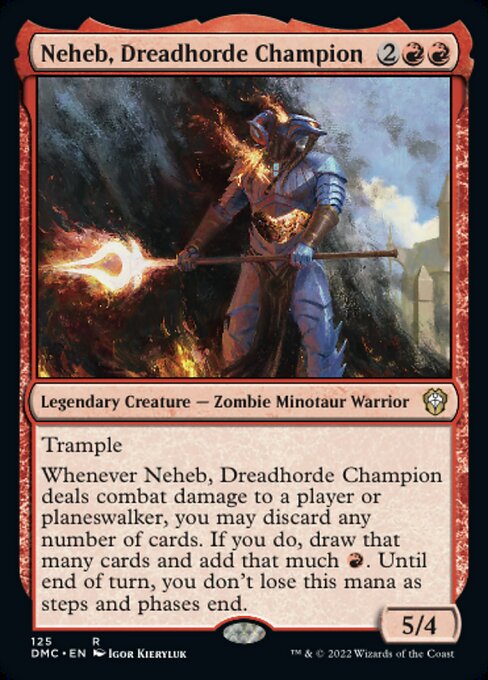 Neheb, Dreadhorde Champion 2
Legendary Creature — Zombie Minotaur Warrior
Trample
Whenever Neheb, Dreadhorde Champion
deals combat damage to a player or
planeswalker, you may discard any
number of cards. If you do, draw that
many cards and add that much . Until
end of turn, you don't lose this mana as
steps and phases end.
5/4
125 R
DMC • EN Igor Kieryluk
™ & © 2022 Wizards of the Coast